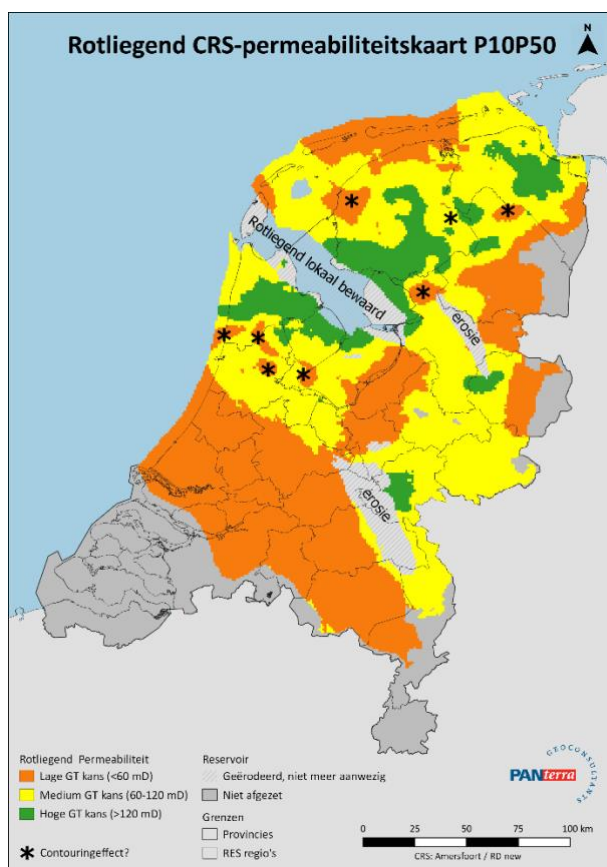 Rotliegend CRS-permeabiliteitskaart P10P50
N
Rotliegend lokaal bewaard
erosie
erosie
Rotliegend Permeabiliteit
Lage GT kans (<60 mD)
Medium GT kans (60-120 mD)
Hoge GT kans (>120 mD)
Contouringeffect?
Reservoir
Geërodeerd, niet meer aanwezig
Niet afgezet
Grenzen
Provincies
RES regio's
PANterra
GEOCONSULTANTS
0 25 50 75 100 km
CRS: Amersfoort / RD new